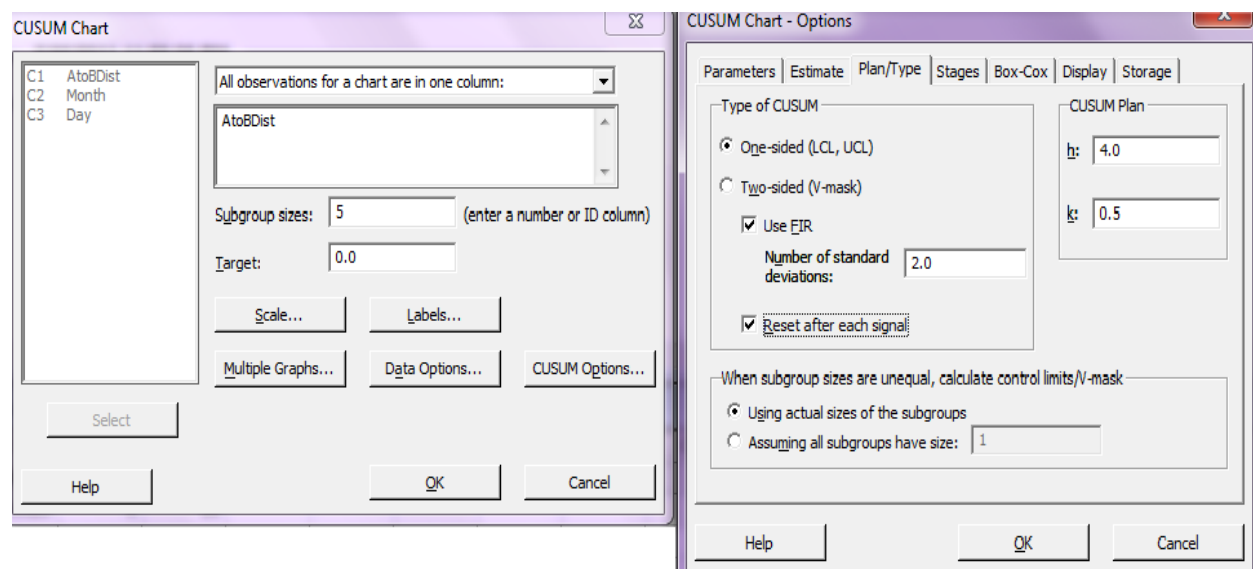 CUSUM Chart
C1 AtoBDist
C2 Month
C3 Day
All observations for a chart are in one column:
AtoBDist
Subgroup sizes: 5 (enter a number or ID column)
Target: 0.0
Scale... Labels...
Multiple Graphs... Data Options... CUSUM Options...
Select
Help OK Cancel
CUSUM Chart - Options
Parameters Estimate Plan/Type Stages Box-Cox Display Storage
Type of CUSUM
One-sided (LCL, UCL)
Two-sided (V-mask)
Use FIR
Number of standard
deviations: 2.0
Reset after each signal
CUSUM Plan
h: 4.0
k: 0.5
When subgroup sizes are unequal, calculate control limits/V-mask
Using actual sizes of the subgroups
Assuming all subgroups have size: 1
Help OK Cancel